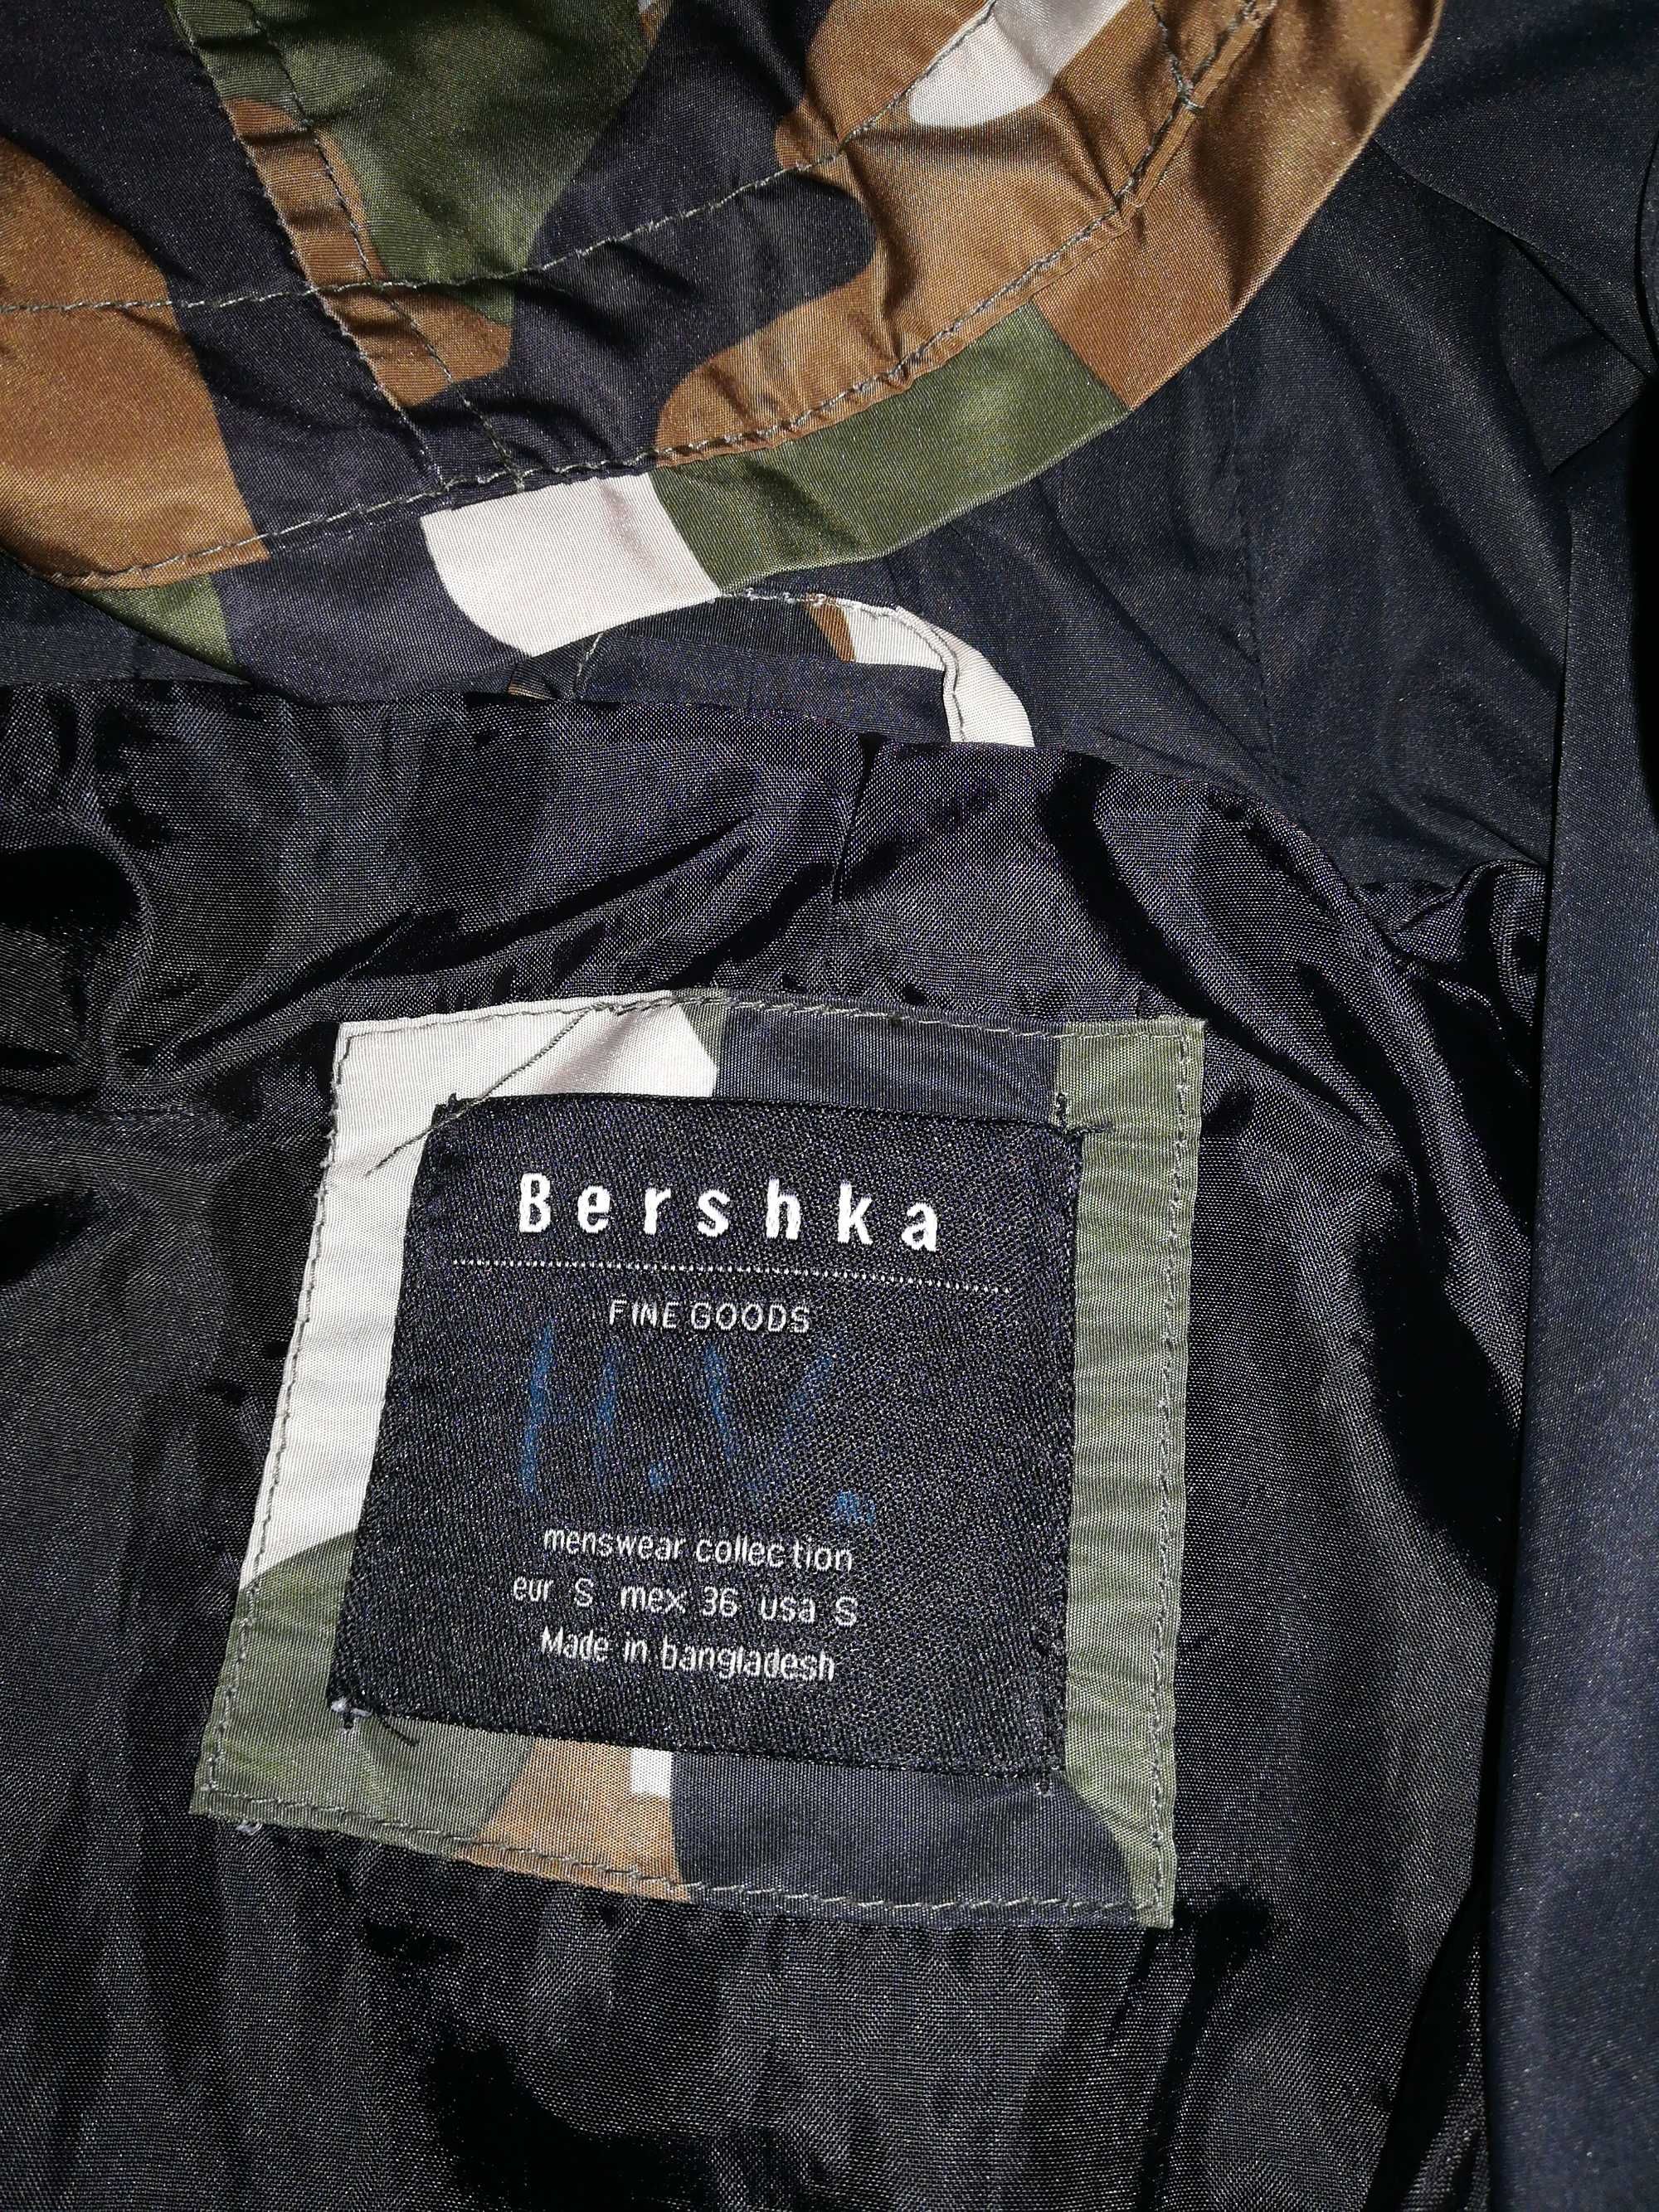 Bershka
FINE GOODS
H.V.
menswear collection
eur S mex 36 usa S
Made in bangladesh